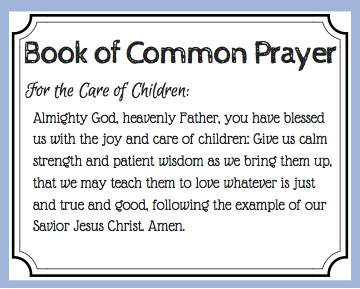 Book of Common Prayer
For the Care of Children:
Almighty God, heavenly Father, you have blessed
us with the joy and care of children: Give us calm
strength and patient wisdom as we bring them up,
that we may teach them to love whatever is just
and true and good, following the example of our
Savior Jesus Christ. Amen.